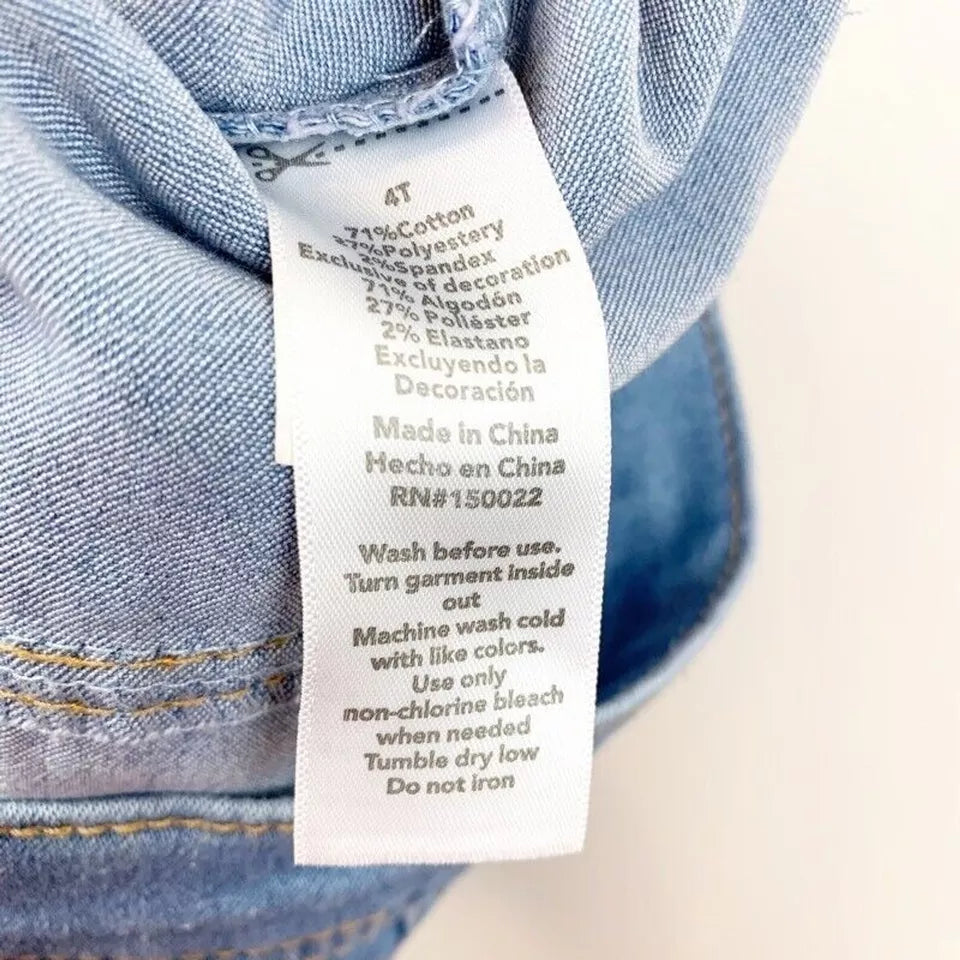 4T
71%Cotton
27%Polyestery
2%Spandex
Exclusive of decoration
71% Algodón
27% Poliéster
2% Elastano
Excluyendo la
Decoración
Made in China
Hecho en China
RN#150022
Wash before use.
Turn garment inside
out
Machine wash cold
with like colors.
Use only
non-chlorine bleach
when needed
Tumble dry low
Do not iron